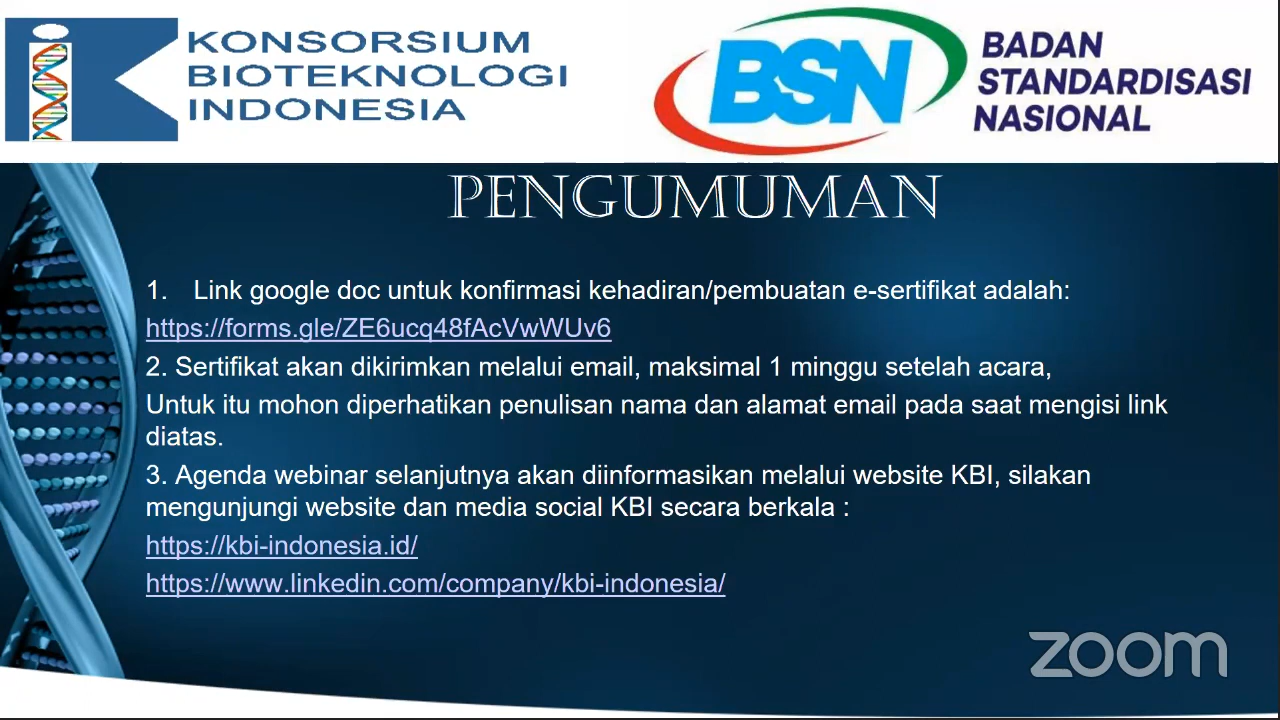 KONSORSIUM
BIOTEKNOLOGI
INDONESIA
BSN
BADAN
STANDARDISASI
NASIONAL
PENGUMUMAN
1. Link google doc untuk konfirmasi kehadiran/pembuatan e-sertifikat adalah:
https://forms.gle/ZE6ucq48fAcVwWUv6
2. Sertifikat akan dikirimkan melalui email, maksimal 1 minggu setelah acara,
Untuk itu mohon diperhatikan penulisan nama dan alamat email pada saat mengisi link
diatas.
3. Agenda webinar selanjutnya akan diinformasikan melalui website KBI, silakan
mengunjungi website dan media social KBI secara berkala :
https://kbi-indonesia.id/
https://www.linkedin.com/company/kbi-indonesia/
zoom